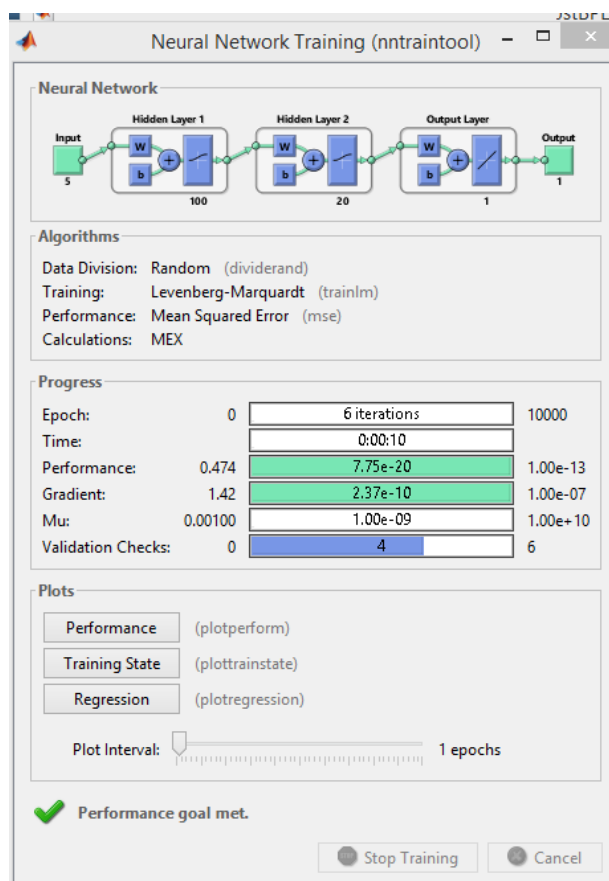 Neural Network Training (nntraintool)
Neural Network
Hidden Layer 1 Hidden Layer 2 Output Layer
Input Output
W W W
+ + +
b b b
5 1
100 20 1
Algorithms
Data Division: Random (dividerand)
Training: Levenberg-Marquardt (trainlm)
Performance: Mean Squared Error (mse)
Calculations: MEX
Progress
Epoch: 0 6 iterations 10000
Time: 0:00:10
Performance: 0.474 7.75e-20 1.00e-13
Gradient: 1.42 2.37e-10 1.00e-07
Mu: 0.00100 1.00e-09 1.00e+10
Validation Checks: 0 4 6
Plots
Performance (plotperform)
Training State (plottrainstate)
Regression (plotregression)
Plot Interval: 1 epochs
Performance goal met.
Stop Training Cancel